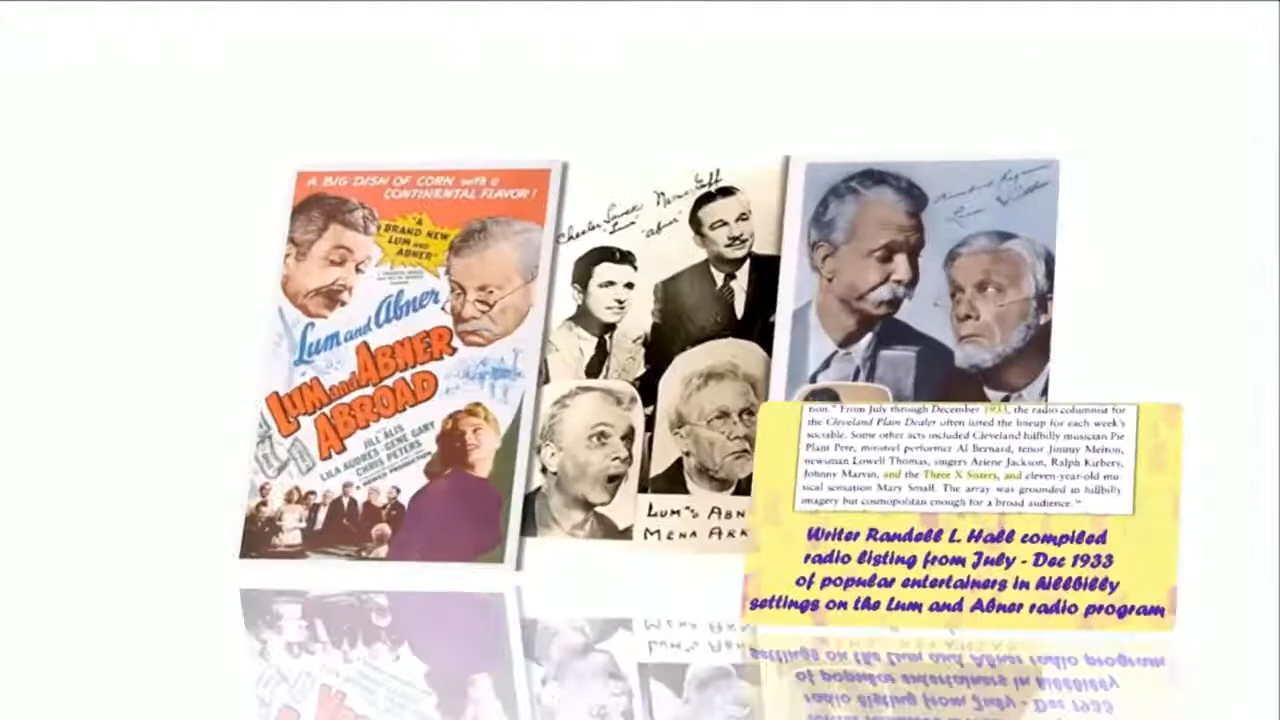 A BIG DISH OF CORN with a
CONTINENTAL FLAVOR!
"A
BRAND NEW
LUM AND
ABNER"
Lum and Abner
LUM and ABNER
ABROAD
JILL ALIS
LILA AUDRES · GENE GARY
CHRIS PETERS
Chester Lauck Norris Goff
"Lum" "Abner"
LUM'S ABN
MENA ARK
tion." From July through December 1933, the radio columnist for
the Cleveland Plain Dealer often listed the lineup for each week's
sociable. Some other acts included Cleveland hillbilly musician Pie
Plant Pete, minstrel performer Al Bernard, tenor Jimmy Melton,
newsman Lowell Thomas, singers Arlene Jackson, Ralph Kirbery,
Johnny Marvin, and the Three X Sisters, and eleven-year-old mu-
sical sensation Mary Small. The array was grounded in hillbilly
imagery but cosmopolitan enough for a broad audience."
Writer Randell L. Hall compiled
radio listing from July - Dec 1933
of popular entertainers in hillbilly
settings on the Lum and Abner radio program